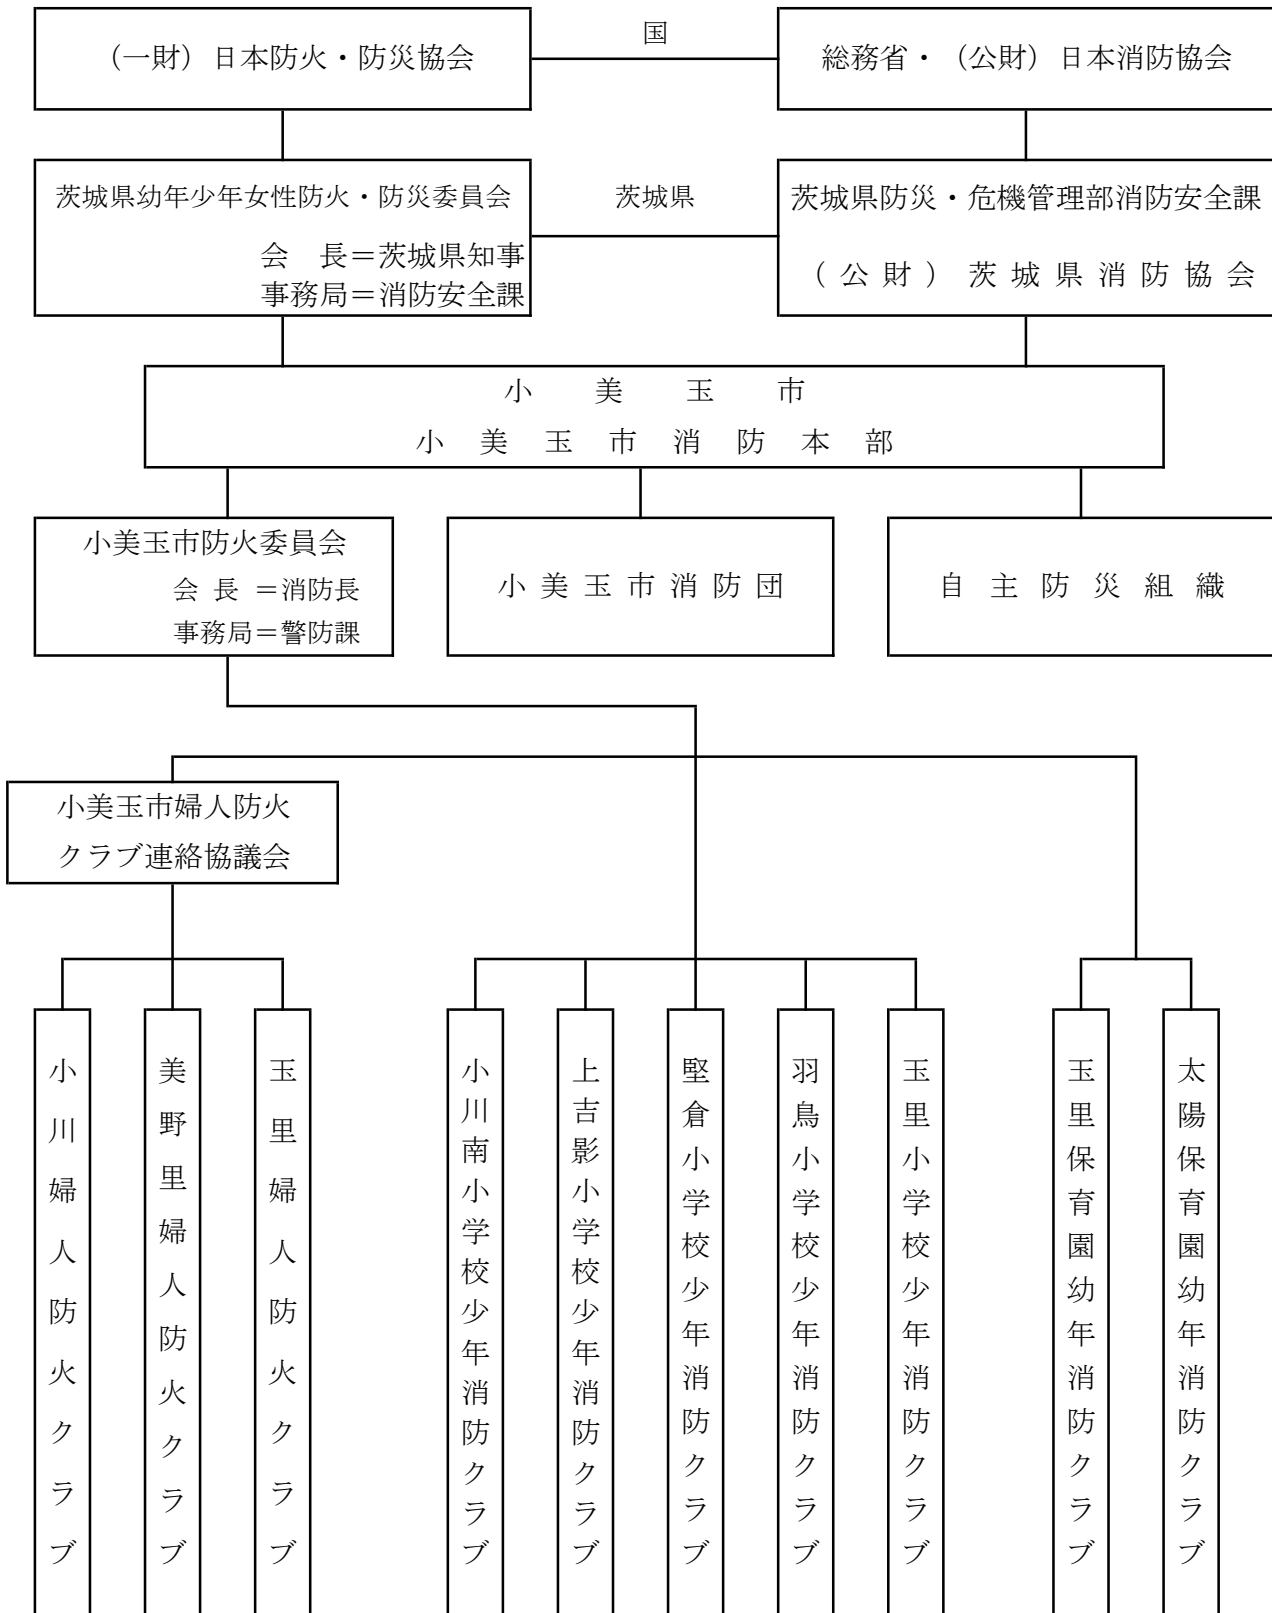 （一財）日本防火・防災協会
国
総務省・（公財）日本消防協会
茨城県幼年少年女性防火・防災委員会
会　長＝茨城県知事
事務局＝消防安全課
茨城県
茨城県防災・危機管理部消防安全課
（公財）茨城県消防協会
小美玉市
小美玉市消防本部
小美玉市防火委員会
会長＝消防長
事務局＝警防課
小美玉市消防団
自主防災組織
小美玉市婦人防火
クラブ連絡協議会
小川婦人防火クラブ
美野里婦人防火クラブ
玉里婦人防火クラブ
小川南小学校少年消防クラブ
上吉影小学校少年消防クラブ
堅倉小学校少年消防クラブ
羽鳥小学校少年消防クラブ
玉里小学校少年消防クラブ
玉里保育園幼年消防クラブ
太陽保育園幼年消防クラブ